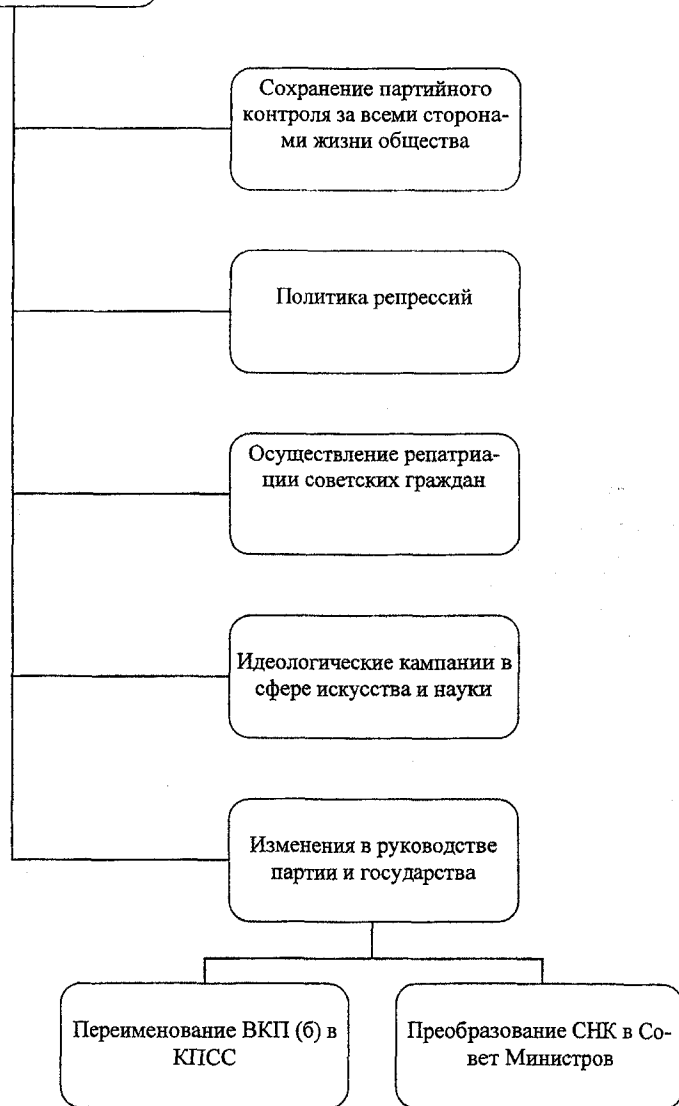 Сохранение партийного
контроля за всеми сторона-
ми жизни общества
Политика репрессий
Осуществление репатриа-
ции советских граждан
Идеологические кампании в
сфере искусства и науки
Изменения в руководстве
партии и государства
Переименование ВКП (б) в
КПСС
Преобразование СНК в Со-
вет Министров